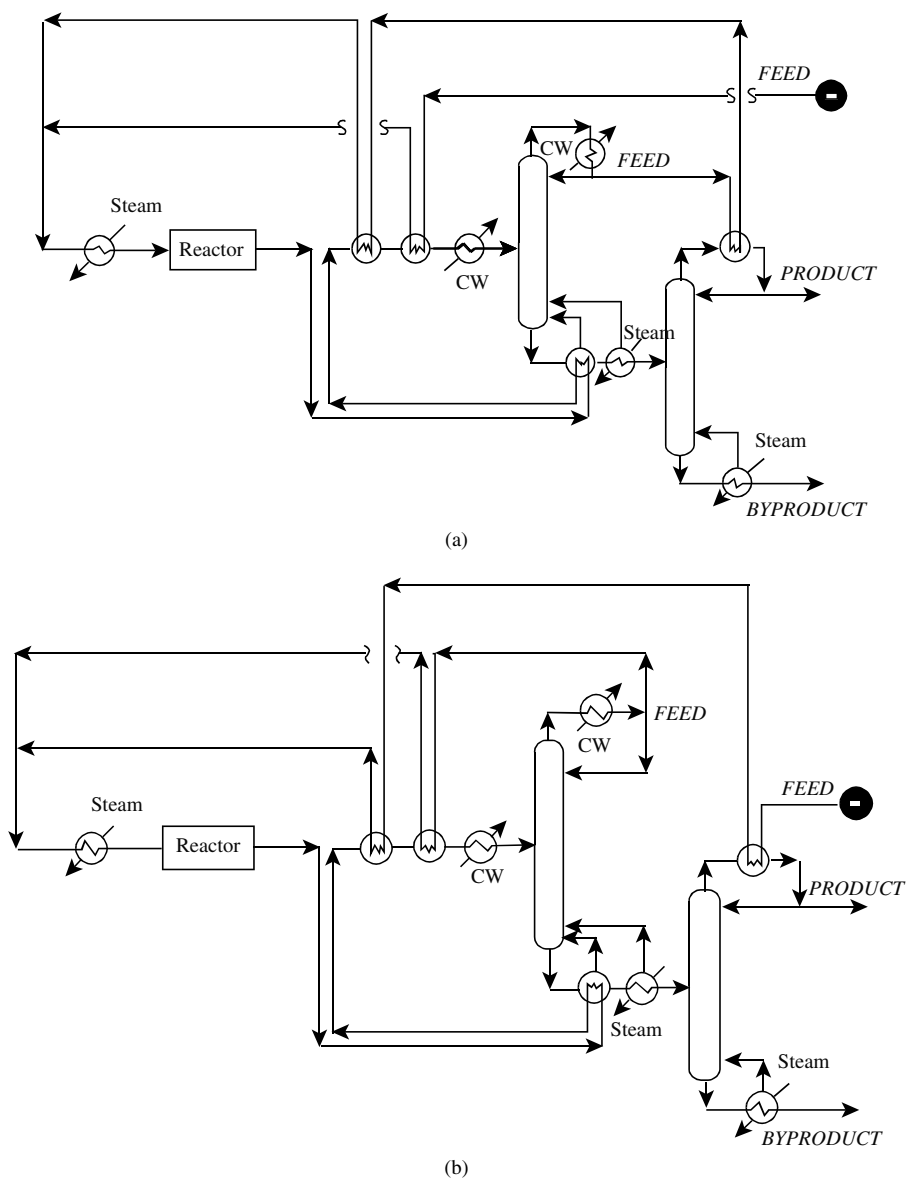 FEED
CW
FEED
Steam
Reactor
CW
PRODUCT
Steam
Steam
BYPRODUCT
(a)
FEED
CW
FEED
Steam
Reactor
CW
PRODUCT
Steam
Steam
BYPRODUCT
(b)